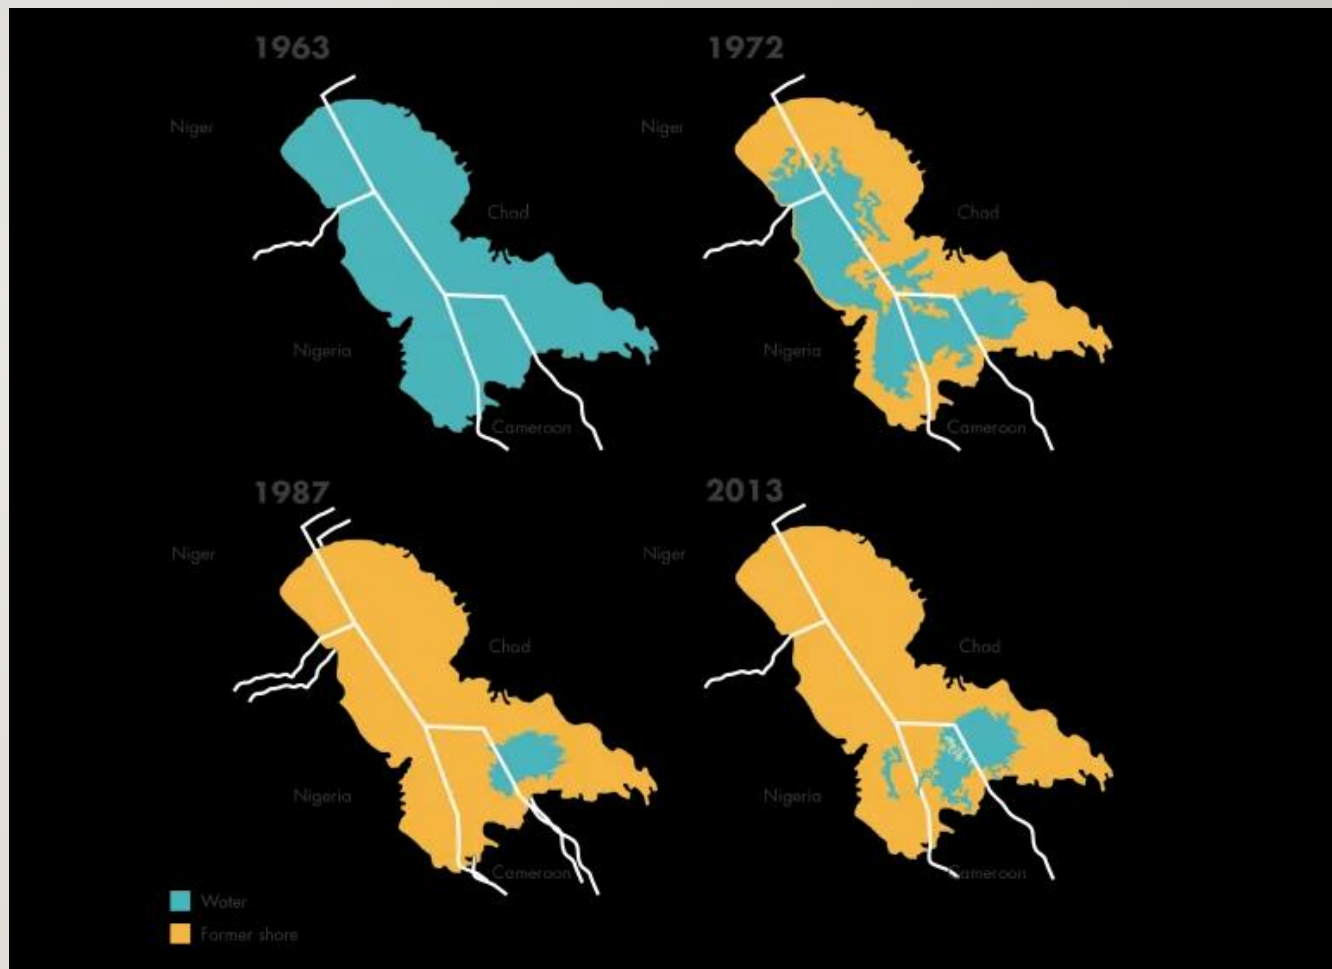 1963
Niger
Chad
Nigeria
Cameroon
1972
Niger
Chad
Nigeria
Cameroon
1987
Niger
Chad
Nigeria
Cameroon
2013
Niger
Chad
Nigeria
Cameroon
Water
Former shore